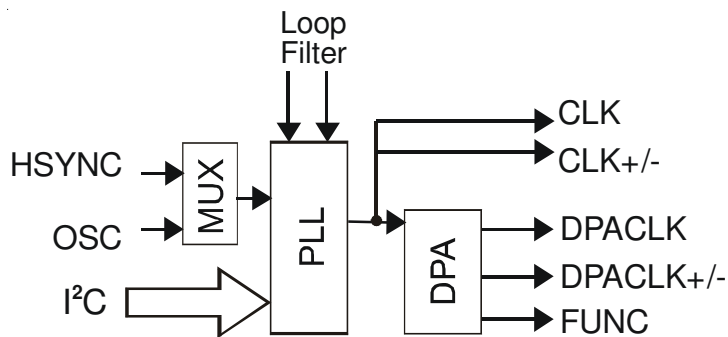 Loop
Filter
HSYNC
OSC
I²C
MUX
PLL
DPA
CLK
CLK+/-
DPACLK
DPACLK+/-
FUNC